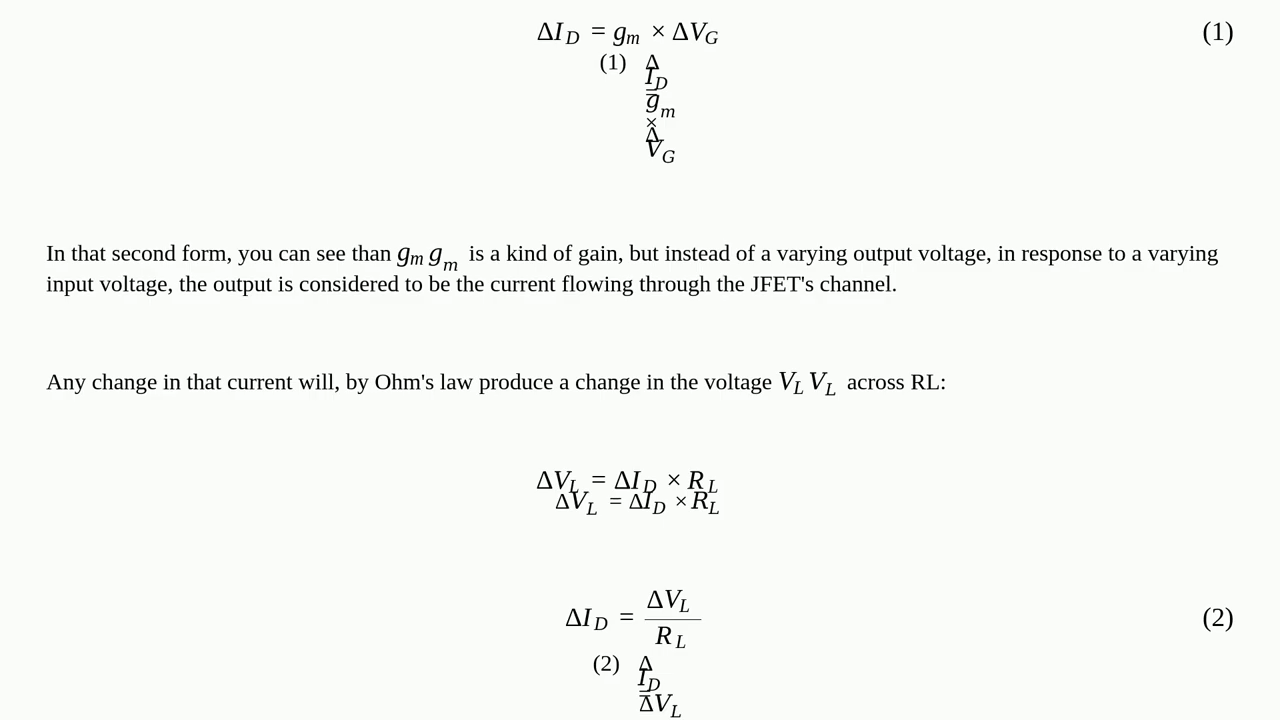 ΔI_D = g_m × ΔV_G (1)
(1) Δ
I_D
=
g_m
×
Δ
V_G
In that second form, you can see than g_m g_m is a kind of gain, but instead of a varying output voltage, in response to a varying
input voltage, the output is considered to be the current flowing through the JFET's channel.
Any change in that current will, by Ohm's law produce a change in the voltage V_L V_L across RL:
ΔV_L = ΔI_D × R_L
ΔV_L = ΔI_D × R_L
ΔI_D = ΔV_L / R_L (2)
(2) Δ
I_D
=
ΔV_L